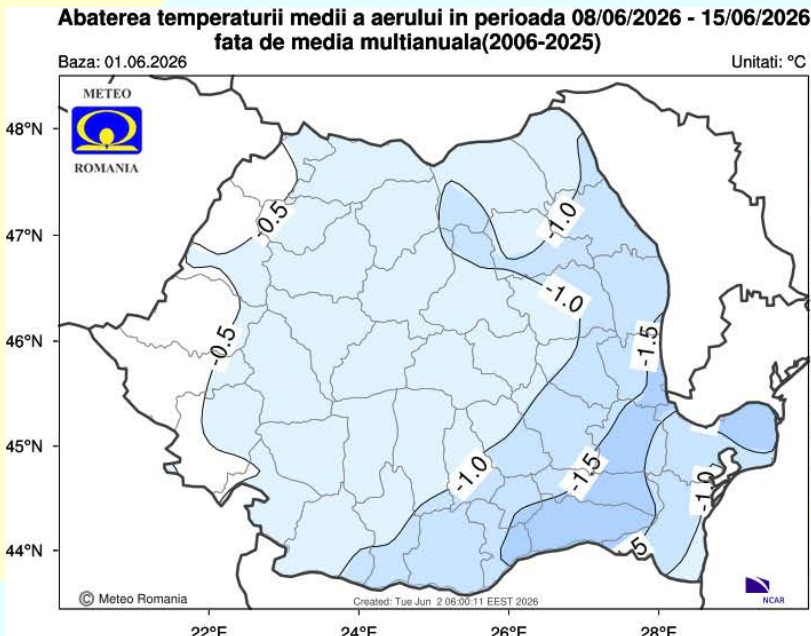 Abaterea temperaturii medii a aerului in perioada 08/06/2026 - 15/06/2026
fata de media multianuala(2006-2025)
Baza: 01.06.2026 Unitati: °C
METEO
ROMANIA
48°N
47°N
46°N
45°N
44°N
-0.5
-1.0
-1.0
-0.5
-1.5
-1.0
-1.5
-1.0
5
© Meteo Romania
Created: Tue Jun 2 06:00:11 EEST 2026
NCAR
22°E 24°E 26°E 28°E